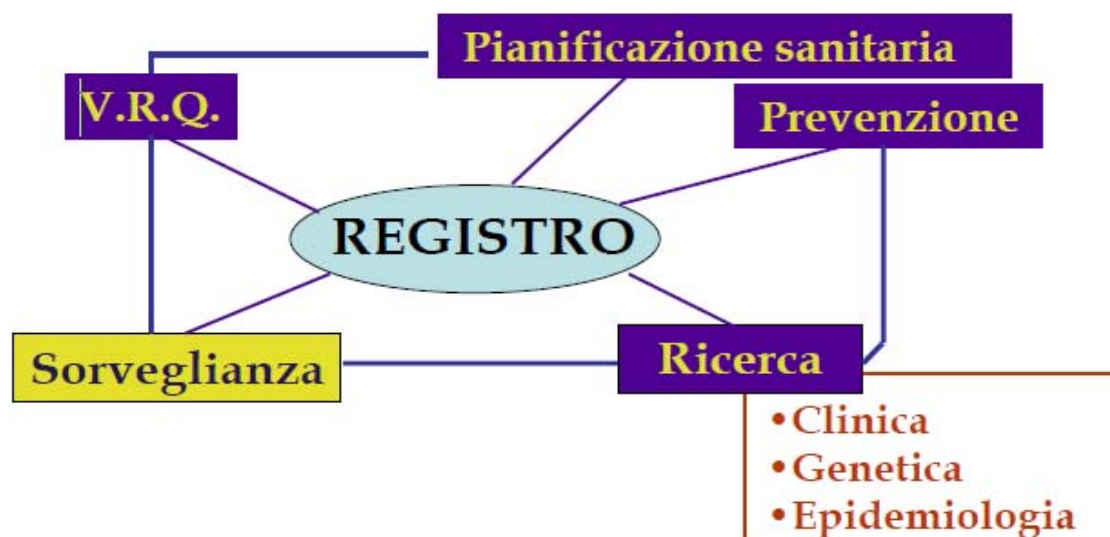 Pianificazione sanitaria
V.R.Q.
Prevenzione
REGISTRO
Sorveglianza
Ricerca
•Clinica
•Genetica
•Epidemiologia